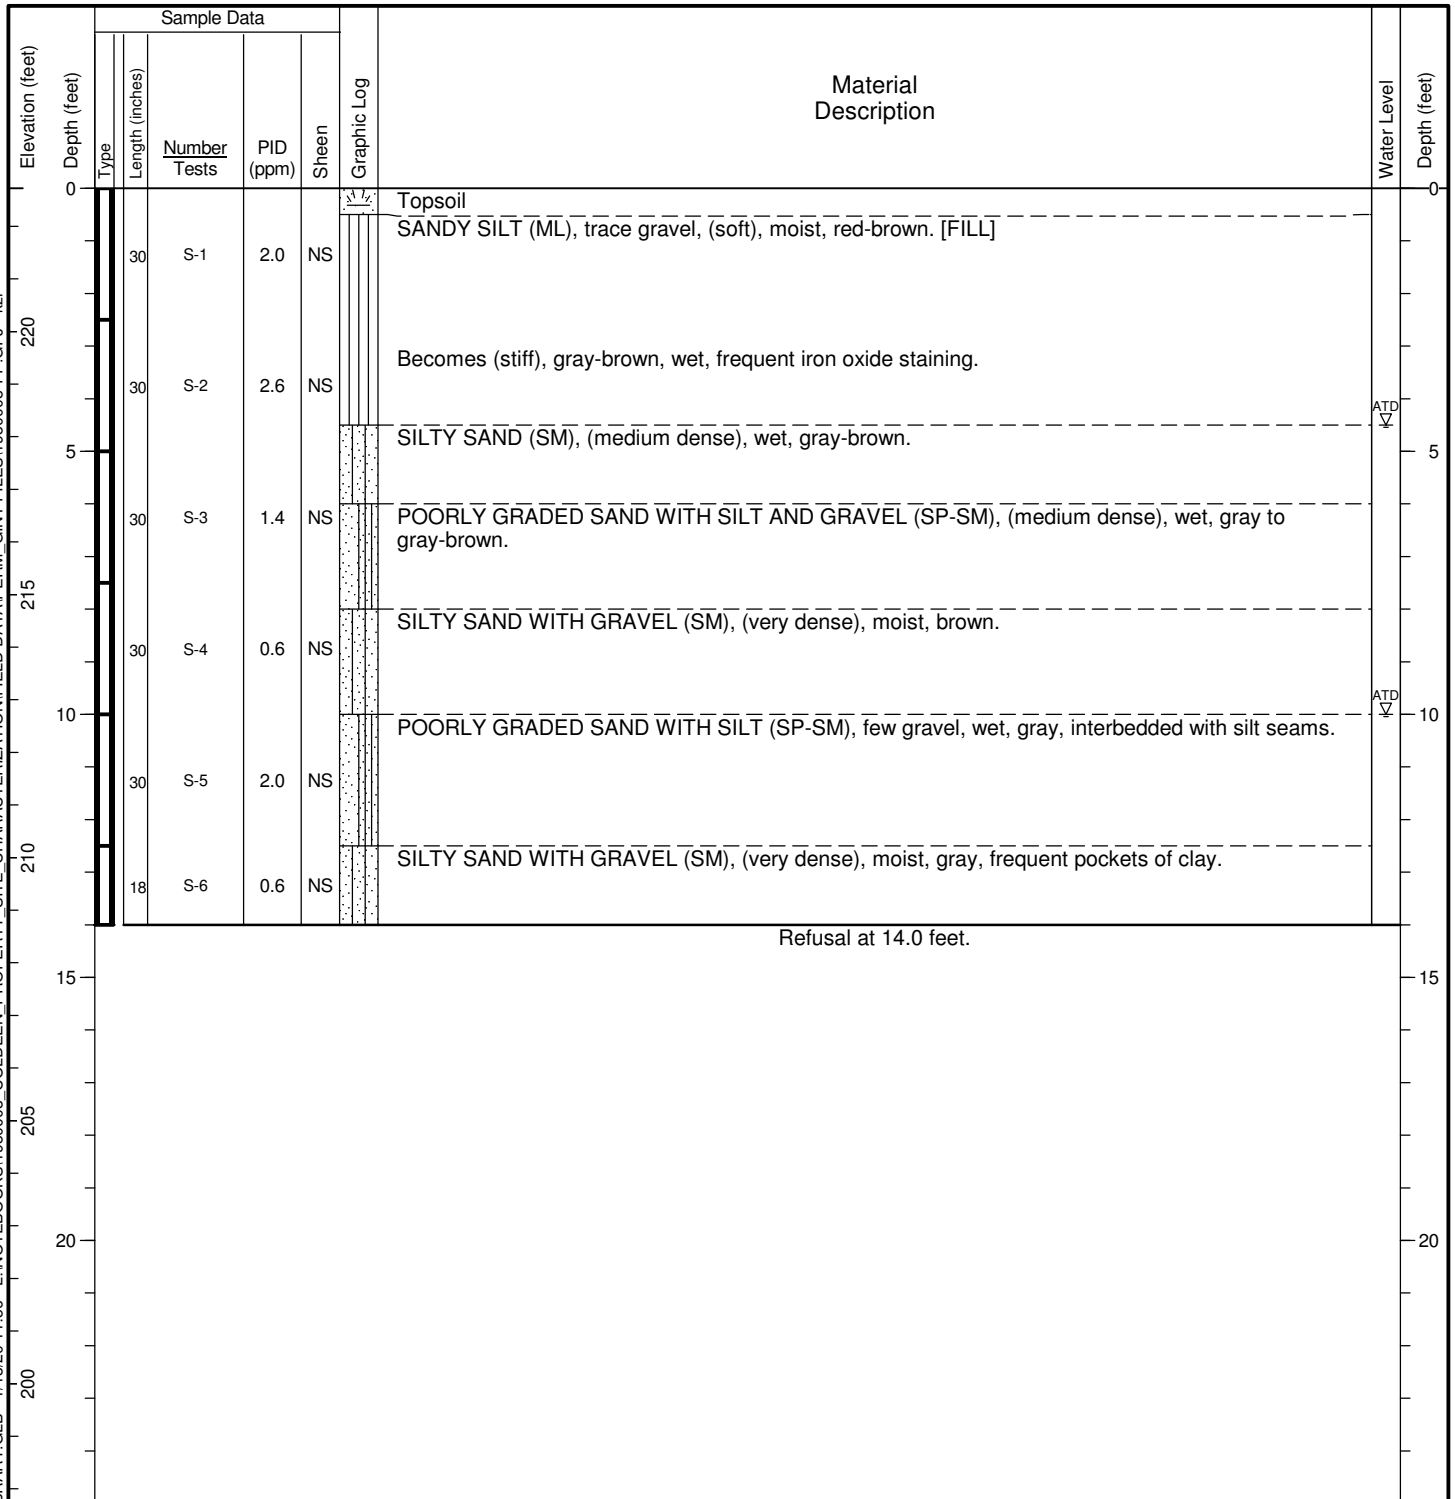 Sample Data
Elevation (feet)
Depth (feet)
Type
Length (inches)
Number
Tests
PID
(ppm)
Sheen
Graphic Log
Material
Description
Water Level
Depth (feet)
0
0
Topsoil
SANDY SILT (ML), trace gravel, (soft), moist, red-brown. [FILL]
30 S-1 2.0 NS
220
Becomes (stiff), gray-brown, wet, frequent iron oxide staining.
30 S-2 2.6 NS
ATD
SILTY SAND (SM), (medium dense), wet, gray-brown.
5
5
30 S-3 1.4 NS
POORLY GRADED SAND WITH SILT AND GRAVEL (SP-SM), (medium dense), wet, gray to
gray-brown.
215
SILTY SAND WITH GRAVEL (SM), (very dense), moist, brown.
30 S-4 0.6 NS
ATD
10
10
POORLY GRADED SAND WITH SILT (SP-SM), few gravel, wet, gray, interbedded with silt seams.
30 S-5 2.0 NS
210
SILTY SAND WITH GRAVEL (SM), (very dense), moist, gray, frequent pockets of clay.
18 S-6 0.6 NS
Refusal at 14.0 feet.
15
15
205
20
20
200